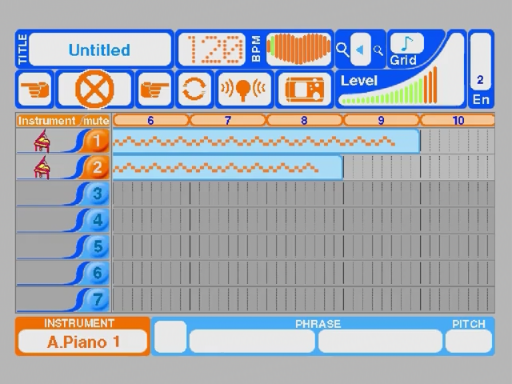 TITLE
Untitled
120
BPM
Grid
Level
2
En
Instrument /mute
6 7 8 9 10
1
2
3
4
5
6
7
INSTRUMENT
PHRASE
PITCH
A.Piano 1